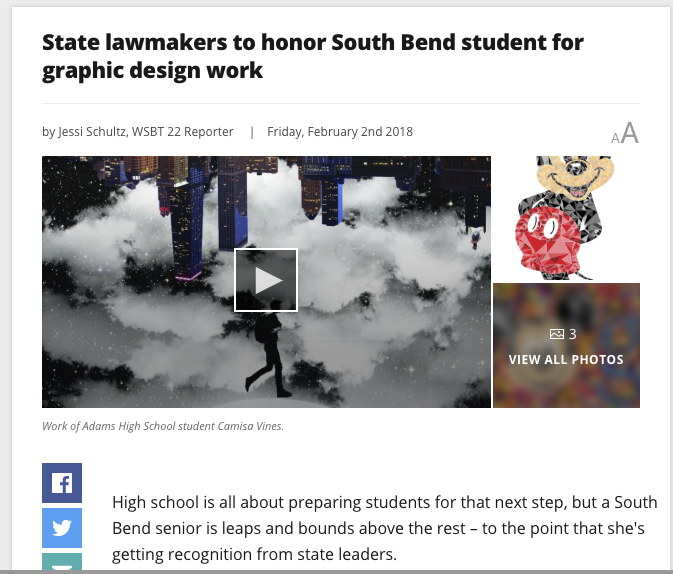 State lawmakers to honor South Bend student for
graphic design work
by Jessi Schultz, WSBT 22 Reporter | Friday, February 2nd 2018
AA
3
VIEW ALL PHOTOS
Work of Adams High School student Camisa Vines.
High school is all about preparing students for that next step, but a South
Bend senior is leaps and bounds above the rest – to the point that she's
getting recognition from state leaders.